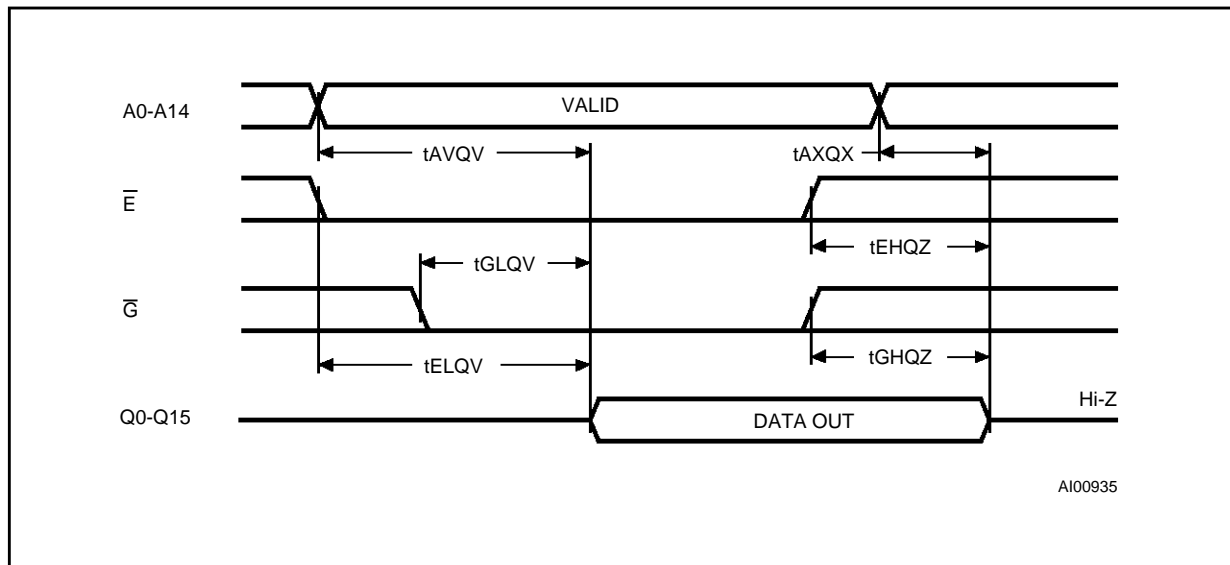 A0-A14
VALID
tAVQV
tAXQX
E̅
tEHQZ
tGLQV
G̅
tGHQZ
tELQV
Q0-Q15
DATA OUT
Hi-Z
AI00935